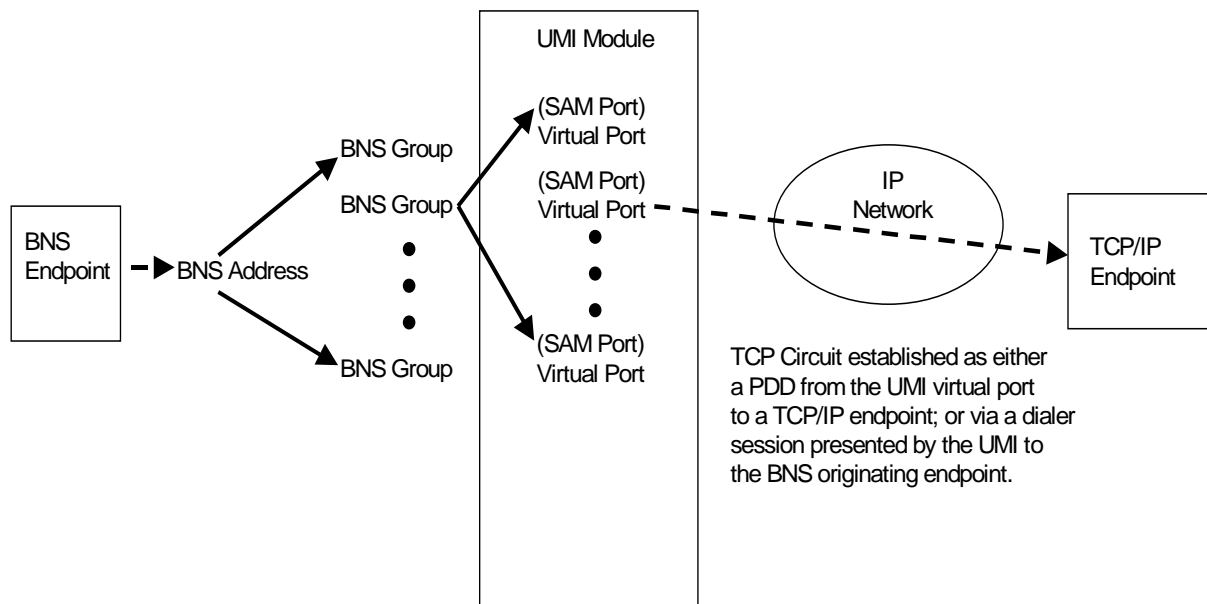 UMI Module
(SAM Port)
Virtual Port
BNS Group
(SAM Port)
Virtual Port
BNS Group
IP
Network
BNS
Endpoint
BNS Address
TCP/IP
Endpoint
(SAM Port)
Virtual Port
BNS Group
TCP Circuit established as either
a PDD from the UMI virtual port
to a TCP/IP endpoint; or via a dialer
session presented by the UMI to
the BNS originating endpoint.